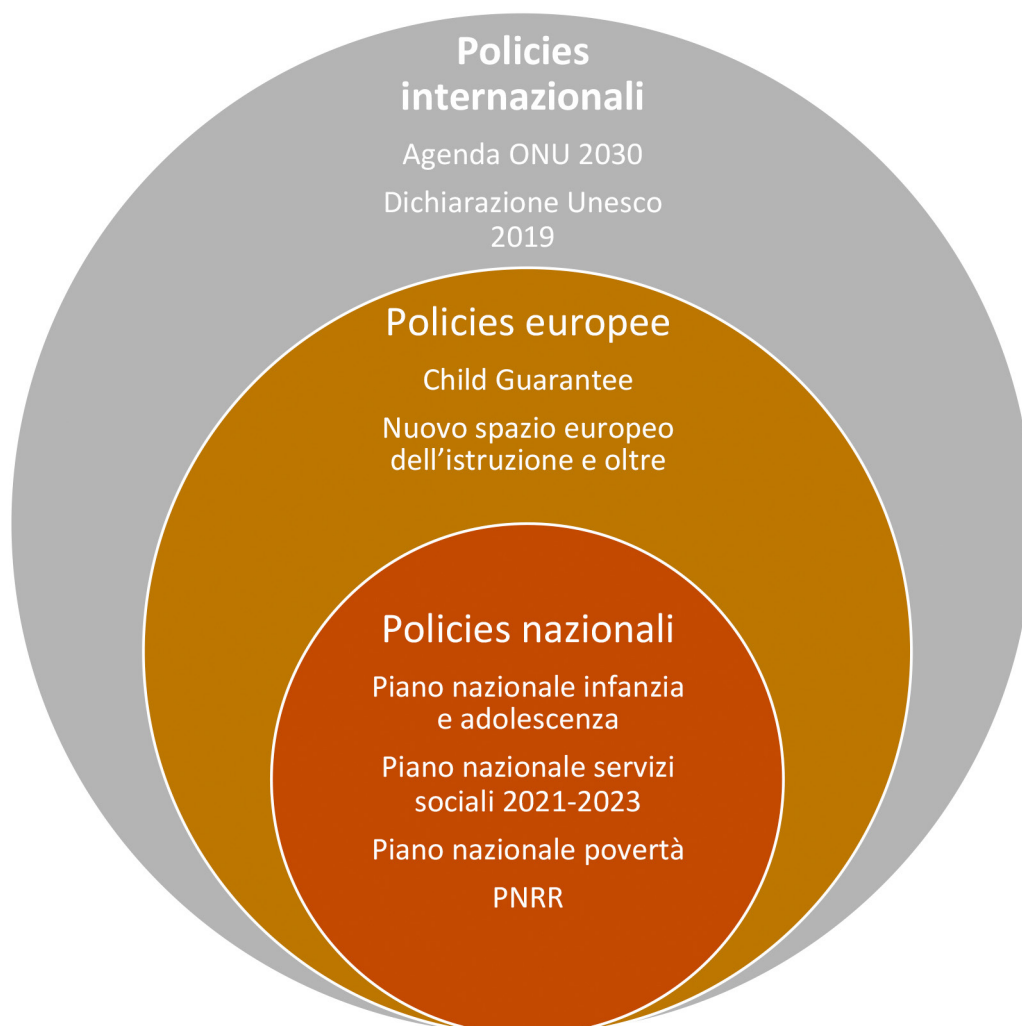 Policies
internazionali
Agenda ONU 2030
Dichiarazione Unesco
2019
Policies europee
Child Guarantee
Nuovo spazio europeo
dell’istruzione e oltre
Policies nazionali
Piano nazionale infanzia
e adolescenza
Piano nazionale servizi
sociali 2021-2023
Piano nazionale povertà
PNRR